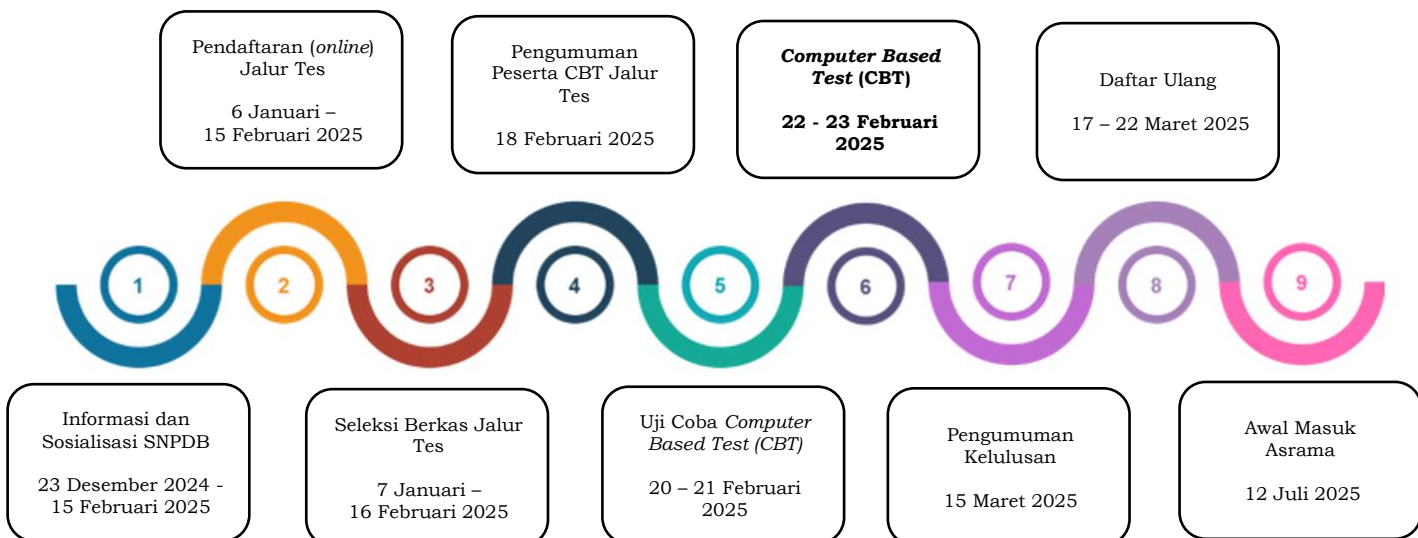 Pendaftaran (online)
Jalur Tes
6 Januari –
15 Februari 2025
Pengumuman
Peserta CBT Jalur
Tes
18 Februari 2025
Computer Based
Test (CBT)
22 - 23 Februari
2025
Daftar Ulang
17 – 22 Maret 2025
1
2
3
4
5
6
7
8
9
Informasi dan
Sosialisasi SNPDB
23 Desember 2024 -
15 Februari 2025
Seleksi Berkas Jalur
Tes
7 Januari –
16 Februari 2025
Uji Coba Computer
Based Test (CBT)
20 – 21 Februari
2025
Pengumuman
Kelulusan
15 Maret 2025
Awal Masuk
Asrama
12 Juli 2025